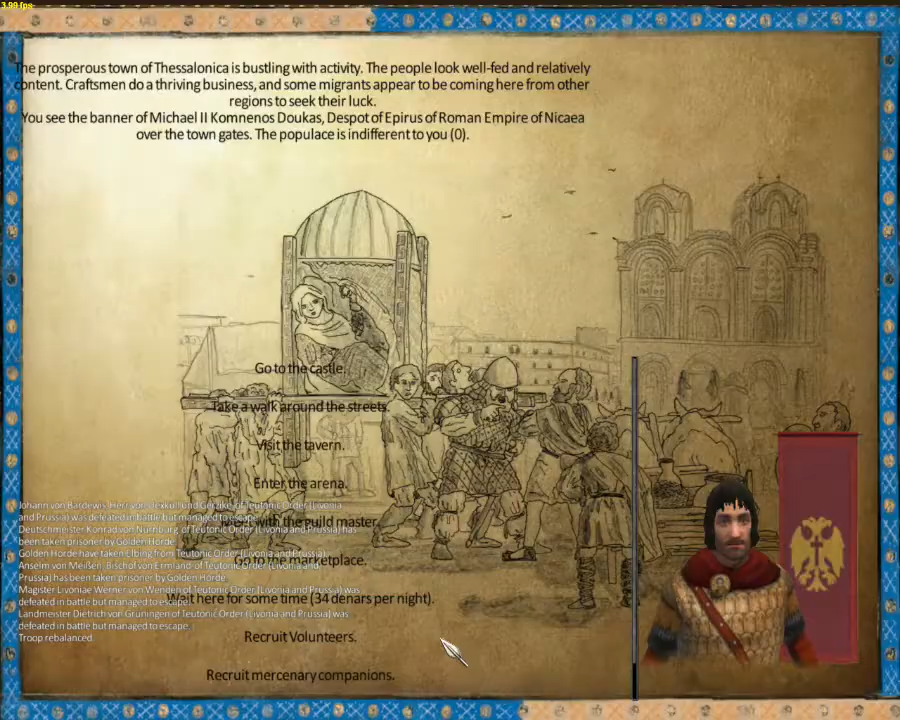 3.99 fps
The prosperous town of Thessalonica is bustling with activity. The people look well-fed and relatively
content. Craftsmen do a thriving business, and some migrants appear to be coming here from other
regions to seek their luck.
You see the banner of Michael II Komnenos Doukas, Despot of Epirus of Roman Empire of Nicaea
over the town gates. The populace is indifferent to you (0).
Go to the castle.
Take a walk around the streets.
Visit the tavern.
Enter the arena.
with the guild master.
marketplace.
Wait here for some time (34 denars per night).
Recruit Volunteers.
Recruit mercenary companions.
Johann von Bardewis, Herr von und of Teutonic Order (Livonia
and Prussia) was defeated in battle but managed to escape.
Deutschmeister Konrad von Nürnburg of Teutonic Order (Livonia and Prussia) has
been taken prisoner by Golden Horde.
Golden Horde have taken Elbing from Teutonic Order (Livonia and Prussia).
Anselm von Meißen, Bischof von Ermland of Teutonic Order (Livonia and
Prussia) has been taken prisoner by Golden Horde.
Magister Livoniae Werner von Wenden of Teutonic Order (Livonia and Prussia) was
defeated in battle but managed to escape.
Landmeister Dietrich von Grüningen of Teutonic Order (Livonia and Prussia) was
defeated in battle but managed to escape.
Troop rebalanced.